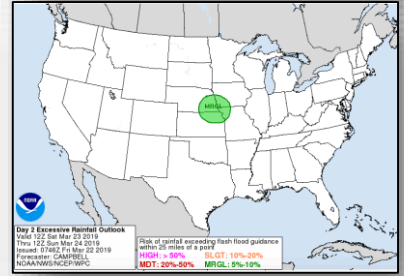 MRGL
noaa
Day 2 Excessive Rainfall Outlook
Valid 12Z Sat Mar 23 2019
Thru 12Z Sun Mar 24 2019
Issued: 0746Z Fri Mar 22 2019
Forecaster: CAMPBELL
NOAA/NWS/NCEP/WPC
Risk of rainfall exceeding flash flood guidance
within 25 miles of a point
HIGH: > 50% SLGT: 10%-20%
MDT: 20%-50% MRGL: 5%-10%